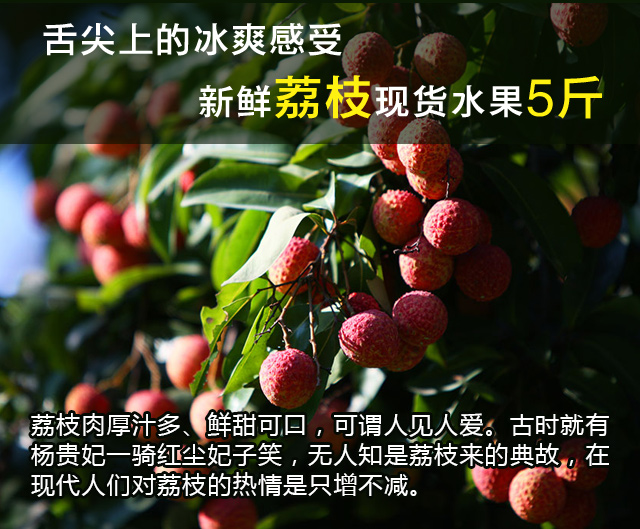 舌尖上的冰爽感受
新鲜荔枝现货水果5斤
荔枝肉厚汁多、鲜甜可口，可谓人见人爱。古时就有
杨贵妃一骑红尘妃子笑，无人知是荔枝来的典故，在
现代人们对荔枝的热情是只增不减。